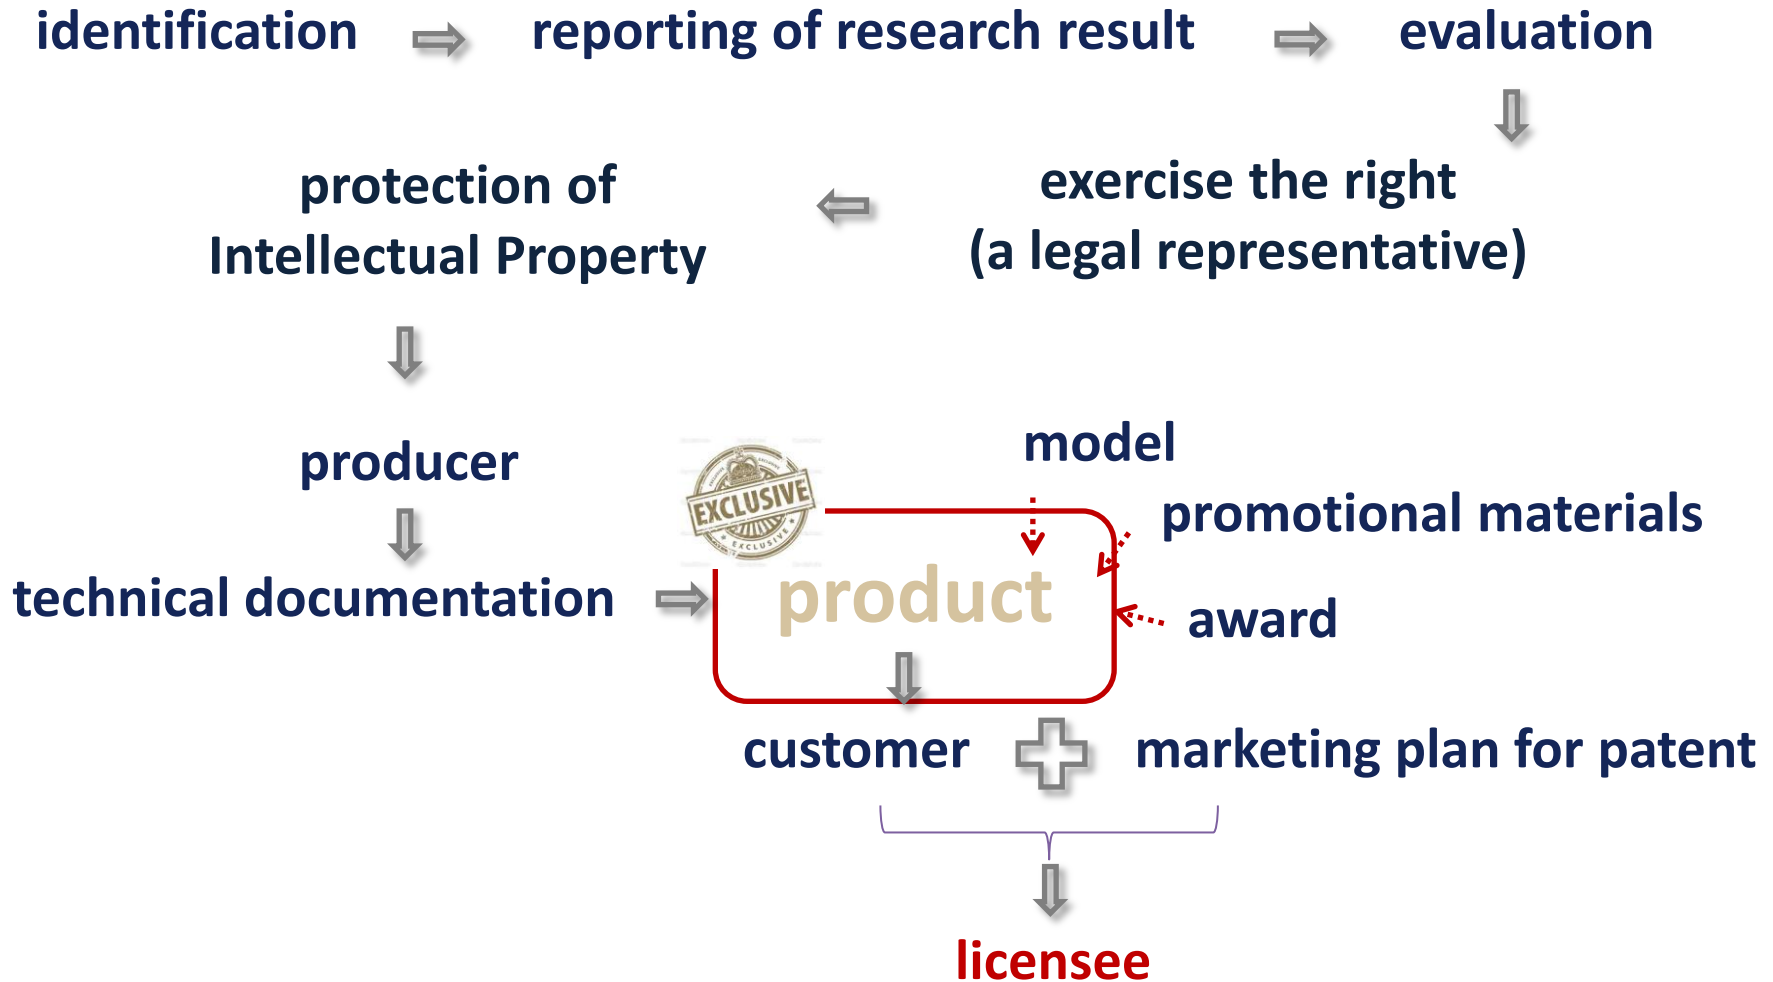 identification
reporting of research result
evaluation
protection of
Intellectual Property
exercise the right
(a legal representative)
producer
model
EXCLUSIVE
EXCLUSIVE
promotional materials
technical documentation
product
award
customer
marketing plan for patent
licensee